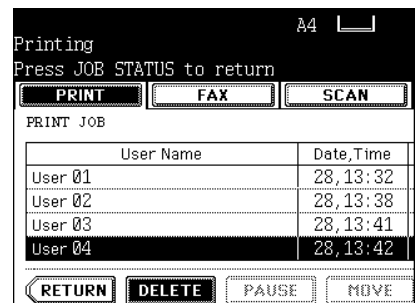 A4
Printing
Press JOB STATUS to return
PRINT FAX SCAN
PRINT JOB
User Name Date,Time
User 01 28,13:32
User 02 28,13:38
User 03 28,13:41
User 04 28,13:42
RETURN DELETE PAUSE MOVE